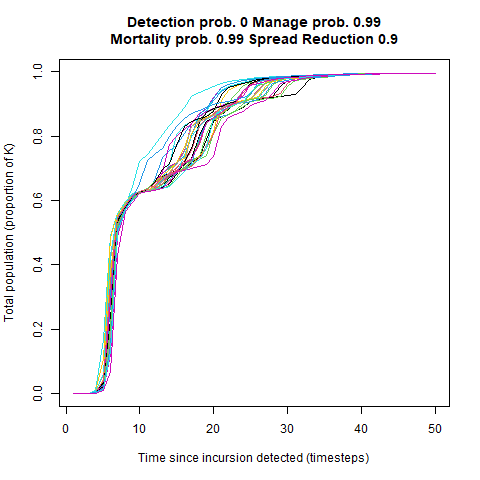 Detection prob. 0 Manage prob. 0.99
Mortality prob. 0.99 Spread Reduction 0.9
Total population (proportion of K)
1.0
0.8
0.6
0.4
0.2
0.0
0 10 20 30 40 50
Time since incursion detected (timesteps)